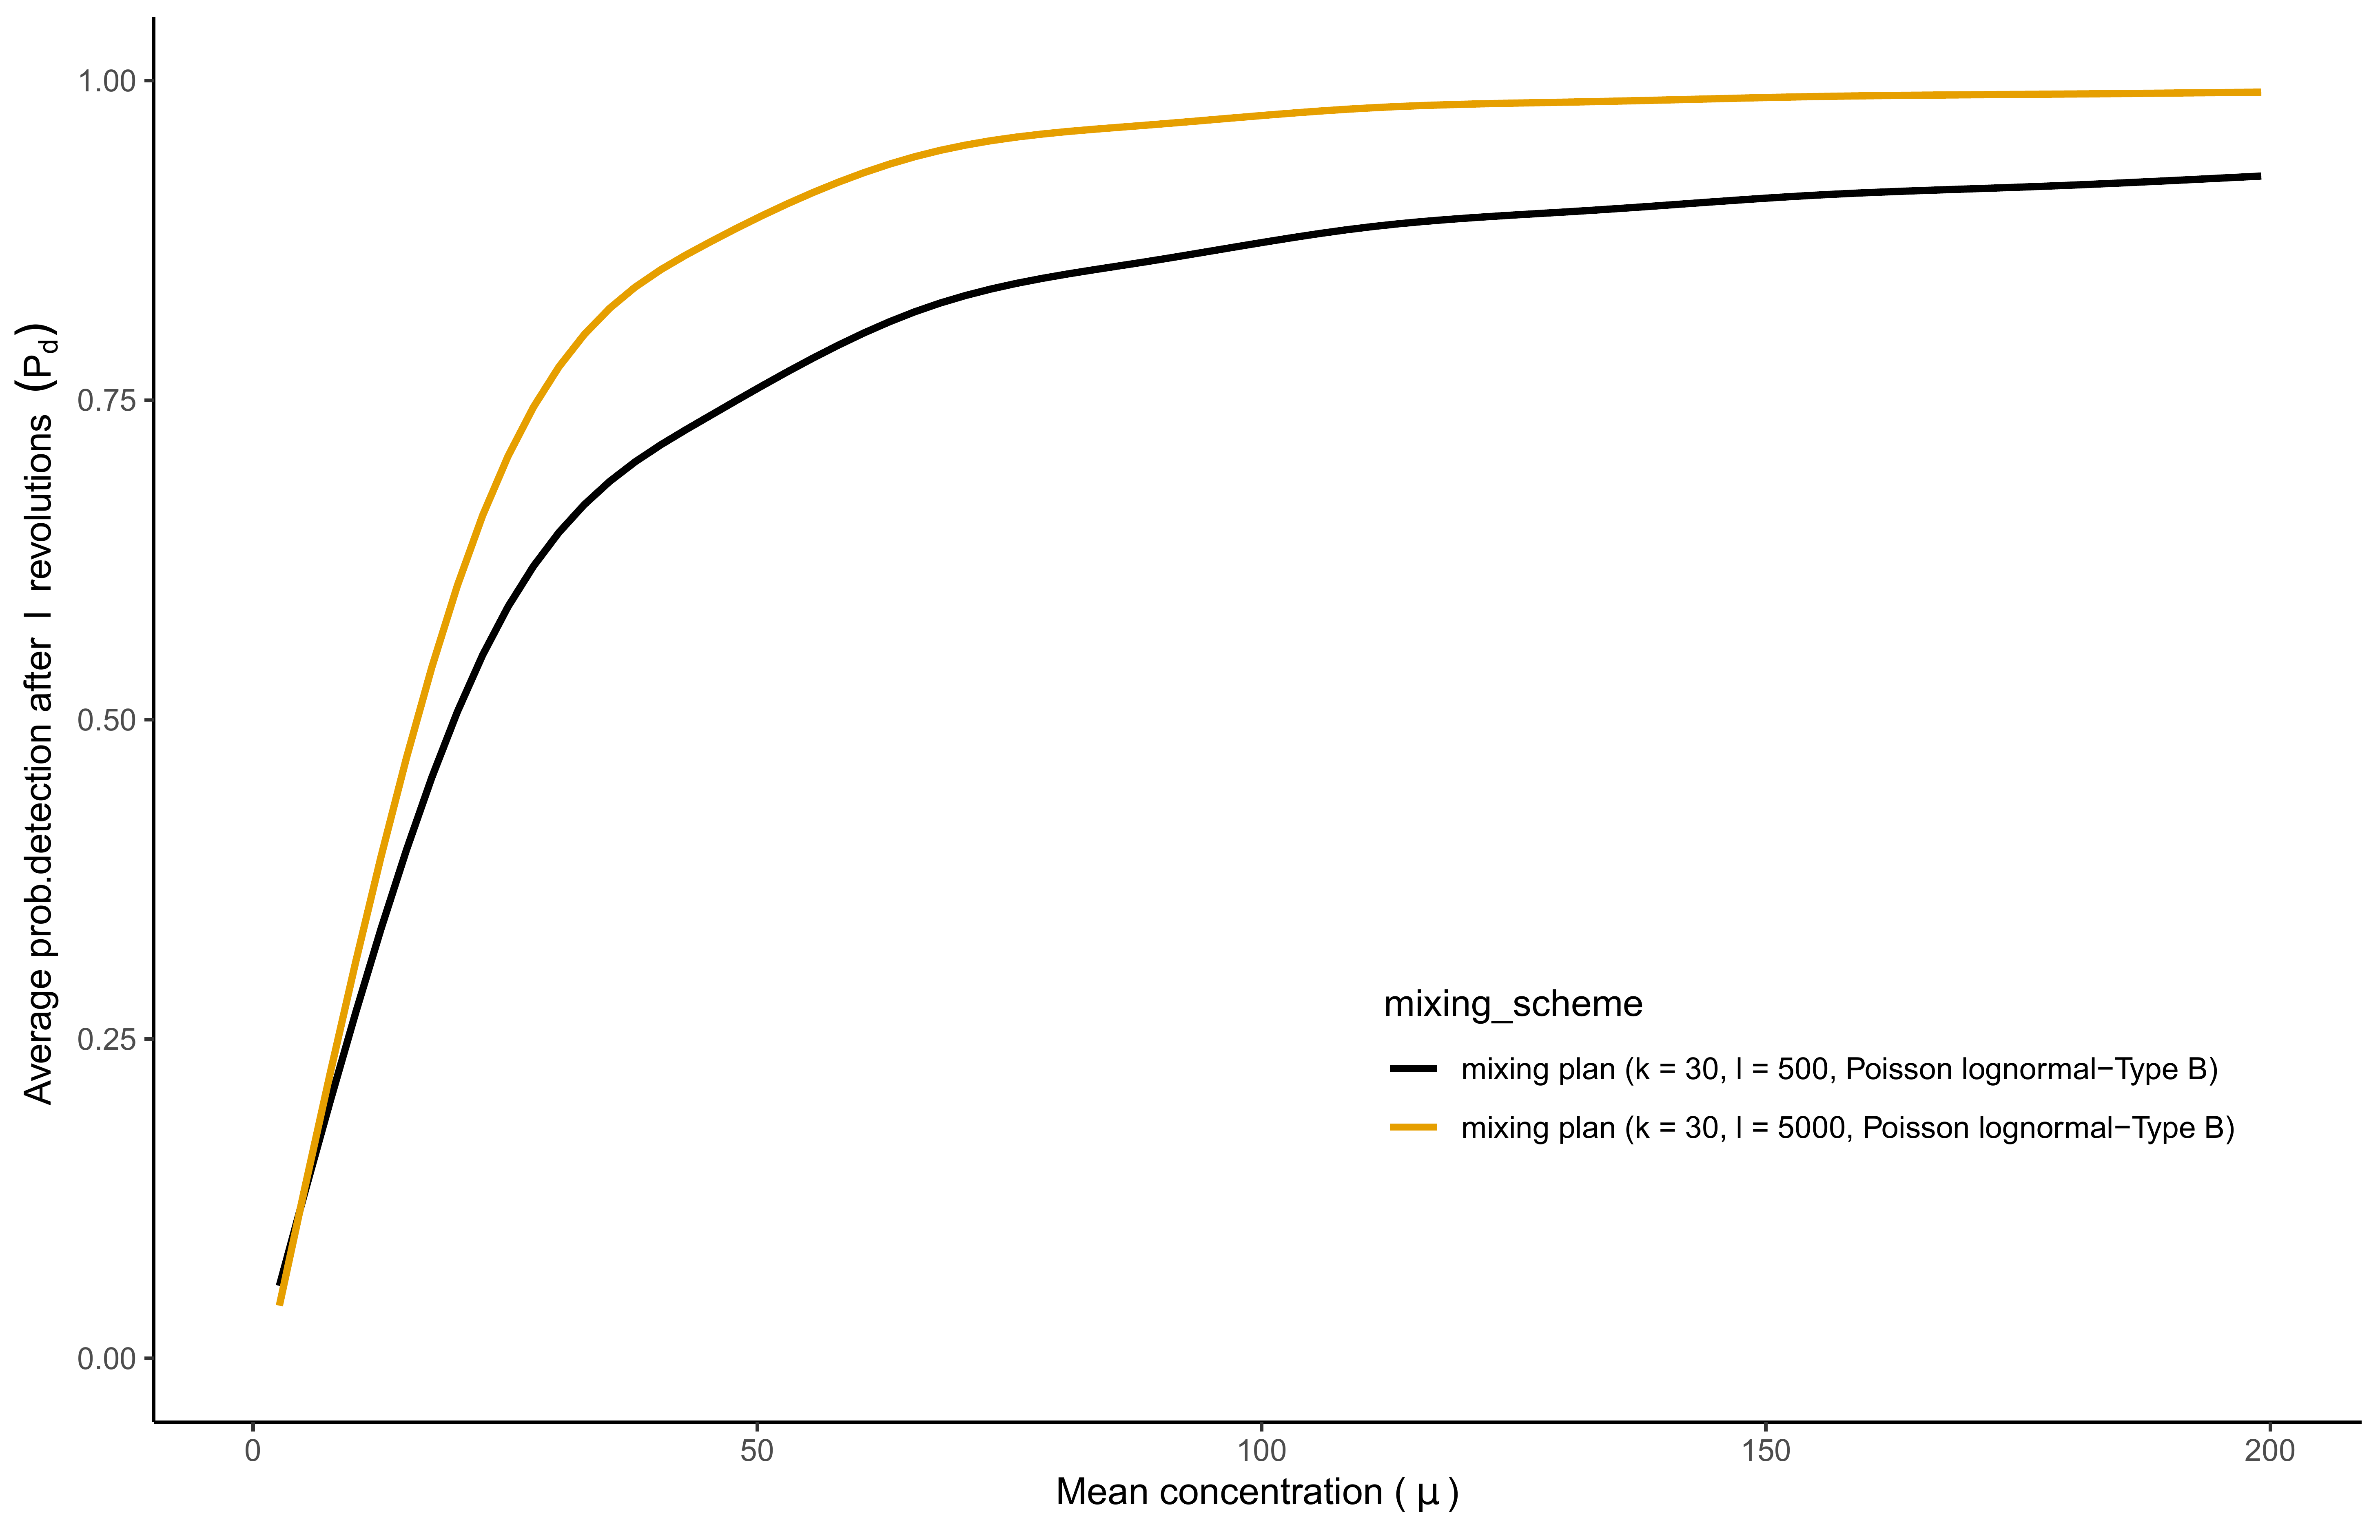 Average prob.detection after l revolutions (Pd)
1.00
0.75
0.50
0.25
0.00
mixing_scheme
mixing plan (k = 30, l = 500, Poisson lognormal−Type B)
mixing plan (k = 30, l = 5000, Poisson lognormal−Type B)
0 50 100 150 200
Mean concentration ( μ )